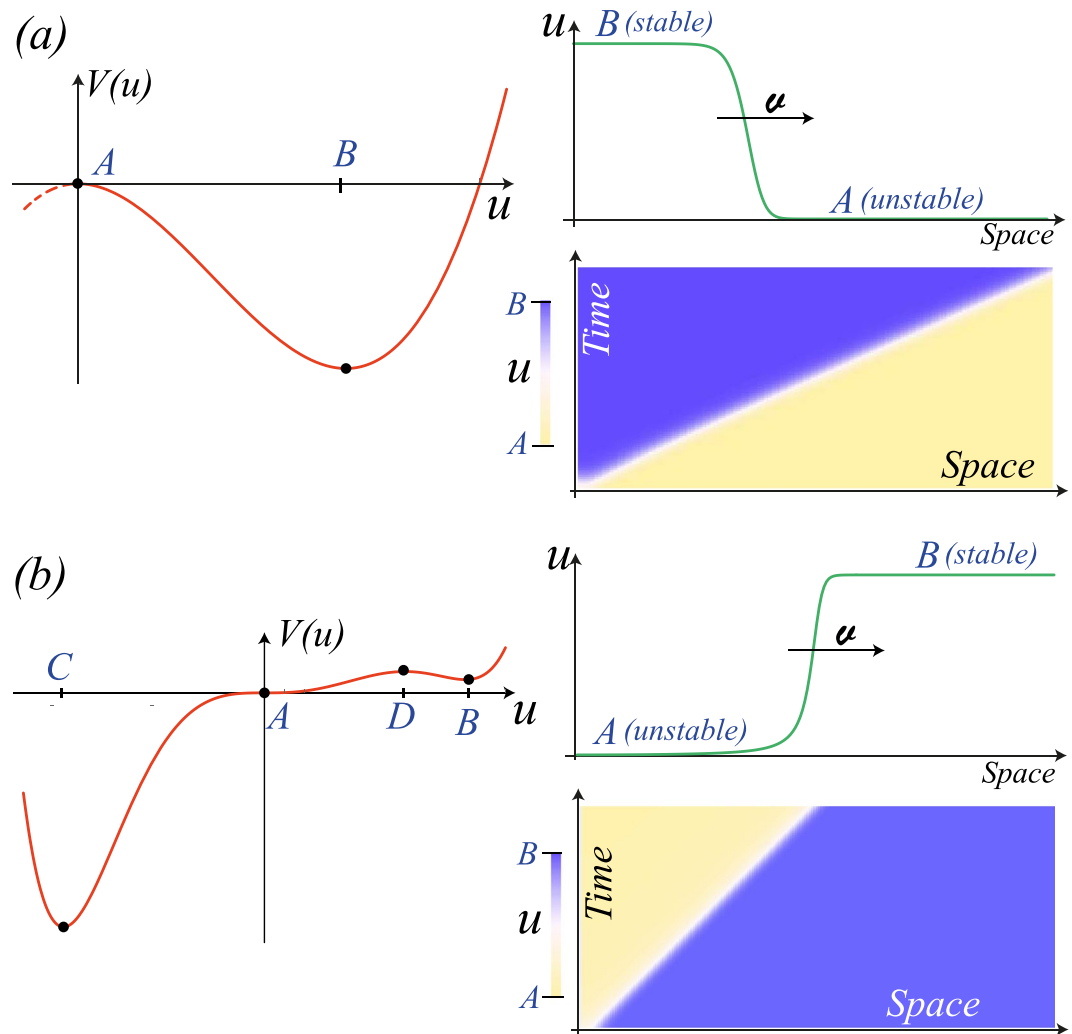 (a)
V(u)
A
B
u
u
B (stable)
v
A (unstable)
Space
B
u
A
Time
Space
(b)
V(u)
C
A
D
B
u
u
B (stable)
v
A (unstable)
Space
B
u
A
Time
Space